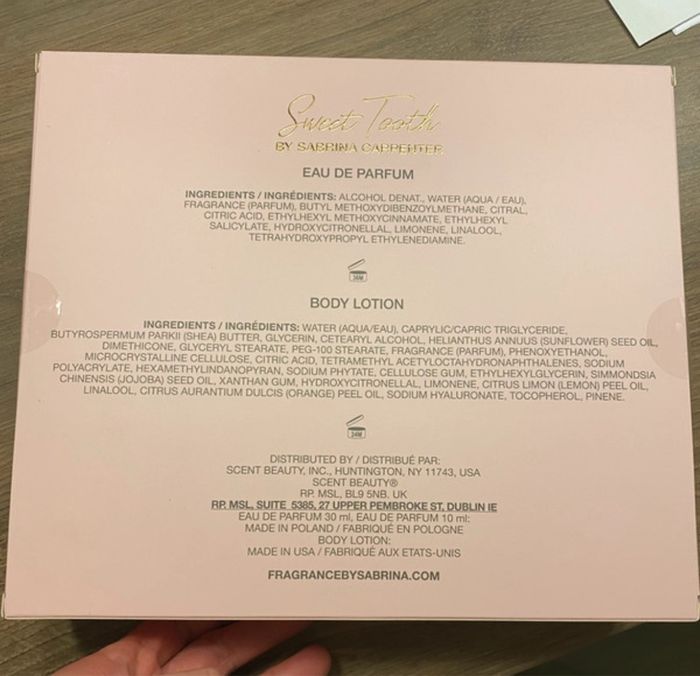 Sweet Tooth
BY SABRINA CARPENTER
EAU DE PARFUM
INGREDIENTS / INGRÉDIENTS: ALCOHOL DENAT., WATER (AQUA / EAU),
FRAGRANCE (PARFUM), BUTYL METHOXYDIBENZOYLMETHANE, CITRAL,
CITRIC ACID, ETHYLHEXYL METHOXYCINNAMATE, ETHYLHEXYL
SALICYLATE, HYDROXYCITRONELLAL, LIMONENE, LINALOOL,
TETRAHYDROXYPROPYL ETHYLENEDIAMINE.
36M
BODY LOTION
INGREDIENTS / INGRÉDIENTS: WATER (AQUA/EAU), CAPRYLIC/CAPRIC TRIGLYCERIDE,
BUTYROSPERMUM PARKII (SHEA) BUTTER, GLYCERIN, CETEARYL ALCOHOL, HELIANTHUS ANNUUS (SUNFLOWER) SEED OIL,
DIMETHICONE, GLYCERYL STEARATE, PEG-100 STEARATE, FRAGRANCE (PARFUM), PHENOXYETHANOL,
MICROCRYSTALLINE CELLULOSE, CITRIC ACID, TETRAMETHYL ACETYLOCTAHYDRONAPHTHALENES, SODIUM
POLYACRYLATE, HEXAMETHYLINDANOPYRAN, SODIUM PHYTATE, CELLULOSE GUM, ETHYLHEXYLGLYCERIN, SIMMONDSIA
CHINENSIS (JOJOBA) SEED OIL, XANTHAN GUM, HYDROXYCITRONELLAL, LIMONENE, CITRUS LIMON (LEMON) PEEL OIL,
LINALOOL, CITRUS AURANTIUM DULCIS (ORANGE) PEEL OIL, SODIUM HYALURONATE, TOCOPHEROL, PINENE.
24M
DISTRIBUTED BY / DISTRIBUÉ PAR:
SCENT BEAUTY, INC., HUNTINGTON, NY 11743, USA
SCENT BEAUTY®
RP. MSL, BL9 5NB. UK
RP. MSL, SUITE 5385, 27 UPPER PEMBROKE ST, DUBLIN IE
EAU DE PARFUM 30 ml, EAU DE PARFUM 10 ml:
MADE IN POLAND / FABRIQUÉ EN POLOGNE
BODY LOTION:
MADE IN USA / FABRIQUÉ AUX ETATS-UNIS
FRAGRANCEBYSABRINA.COM